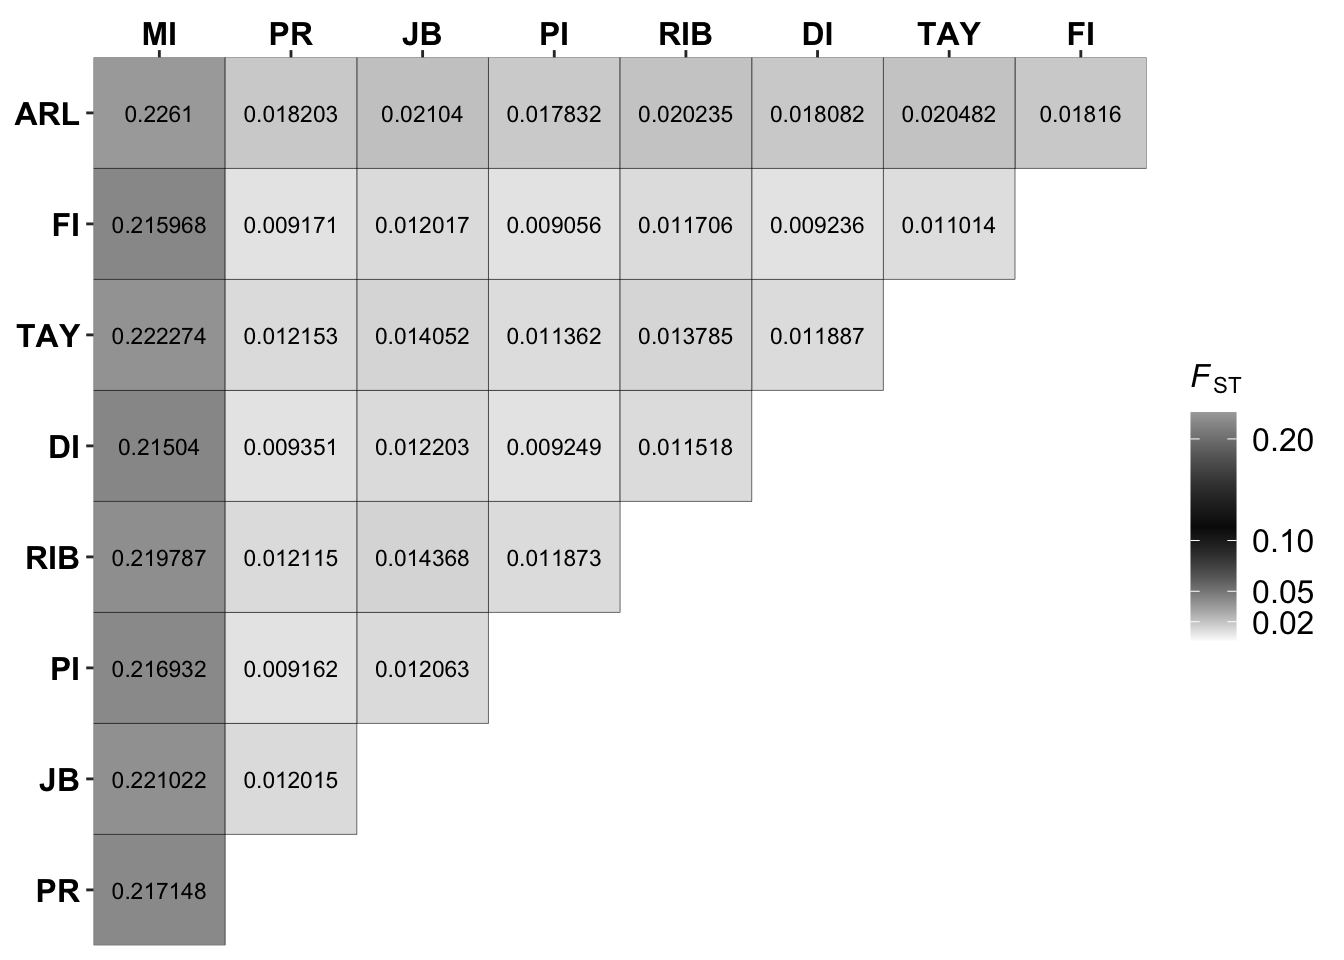 MI PR JB PI RIB DI TAY FI
ARL 0.2261 0.018203 0.02104 0.017832 0.020235 0.018082 0.020482 0.01816
FI 0.215968 0.009171 0.012017 0.009056 0.011706 0.009236 0.011014
TAY 0.222274 0.012153 0.014052 0.011362 0.013785 0.011887
DI 0.21504 0.009351 0.012203 0.009249 0.011518
RIB 0.219787 0.012115 0.014368 0.011873
PI 0.216932 0.009162 0.012063
JB 0.221022 0.012015
PR 0.217148
FST
0.20
0.10
0.05
0.02